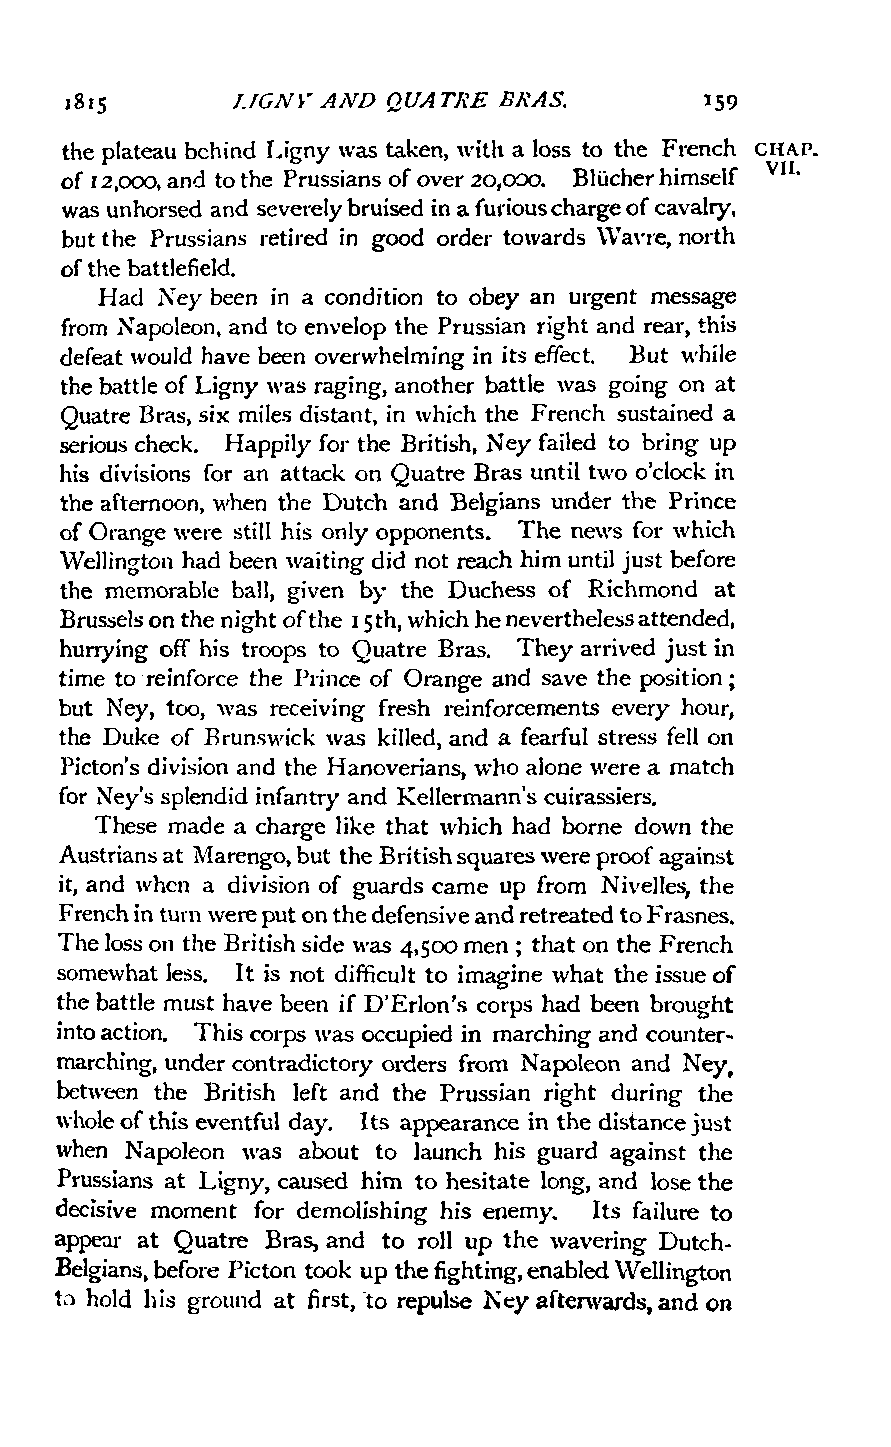 1815 LIGNY AND QUATRE BRAS. 159
the plateau behind Ligny was taken, with a loss to the French CHAP. VII.
of 12,000, and to the Prussians of over 20,000. Blücher himself
was unhorsed and severely bruised in a furious charge of cavalry,
but the Prussians retired in good order towards Wavre, north
of the battlefield.
Had Ney been in a condition to obey an urgent message
from Napoleon, and to envelop the Prussian right and rear, this
defeat would have been overwhelming in its effect. But while
the battle of Ligny was raging, another battle was going on at
Quatre Bras, six miles distant, in which the French sustained a
serious check. Happily for the British, Ney failed to bring up
his divisions for an attack on Quatre Bras until two o'clock in
the afternoon, when the Dutch and Belgians under the Prince
of Orange were still his only opponents. The news for which
Wellington had been waiting did not reach him until just before
the memorable ball, given by the Duchess of Richmond at
Brussels on the night of the 15th, which he nevertheless attended,
hurrying off his troops to Quatre Bras. They arrived just in
time to reinforce the Prince of Orange and save the position ;
but Ney, too, was receiving fresh reinforcements every hour,
the Duke of Brunswick was killed, and a fearful stress fell on
Picton's division and the Hanoverians, who alone were a match
for Ney's splendid infantry and Kellermann's cuirassiers.
These made a charge like that which had borne down the
Austrians at Marengo, but the British squares were proof against
it, and when a division of guards came up from Nivelles, the
French in turn were put on the defensive and retreated to Frasnes.
The loss on the British side was 4,500 men ; that on the French
somewhat less. It is not difficult to imagine what the issue of
the battle must have been if D'Erlon's corps had been brought
into action. This corps was occupied in marching and counter-
marching, under contradictory orders from Napoleon and Ney,
between the British left and the Prussian right during the
whole of this eventful day. Its appearance in the distance just
when Napoleon was about to launch his guard against the
Prussians at Ligny, caused him to hesitate long, and lose the
decisive moment for demolishing his enemy. Its failure to
appear at Quatre Bras, and to roll up the wavering Dutch-
Belgians, before Picton took up the fighting, enabled Wellington
to hold his ground at first, to repulse Ney afterwards, and on